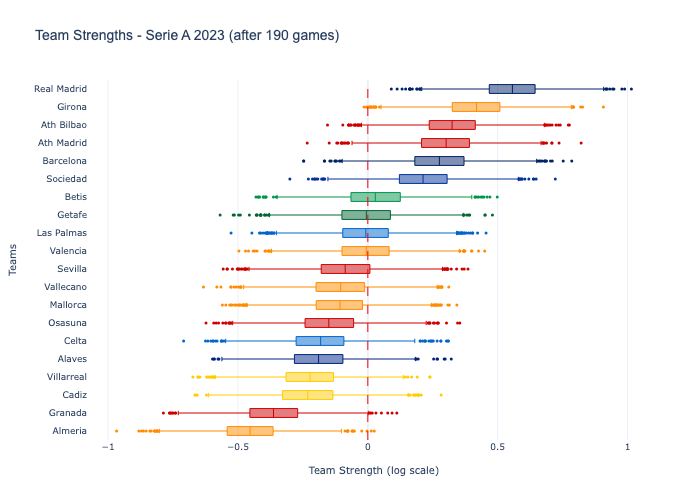 Team Strengths - Serie A 2023 (after 190 games)
Real Madrid
Girona
Ath Bilbao
Ath Madrid
Barcelona
Sociedad
Betis
Getafe
Las Palmas
Valencia
Sevilla
Vallecano
Mallorca
Osasuna
Celta
Alaves
Villarreal
Cadiz
Granada
Almeria
Teams
−1 −0.5 0 0.5 1
Team Strength (log scale)